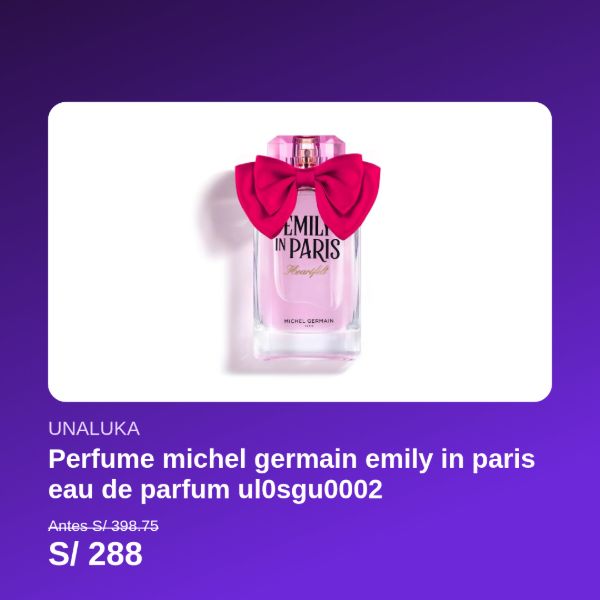 EMILY
IN PARIS
Heartfelt
MICHEL GERMAIN
UNALUKA
Perfume michel germain emily in paris
eau de parfum ul0sgu0002
Antes S/ 398.75
S/ 288